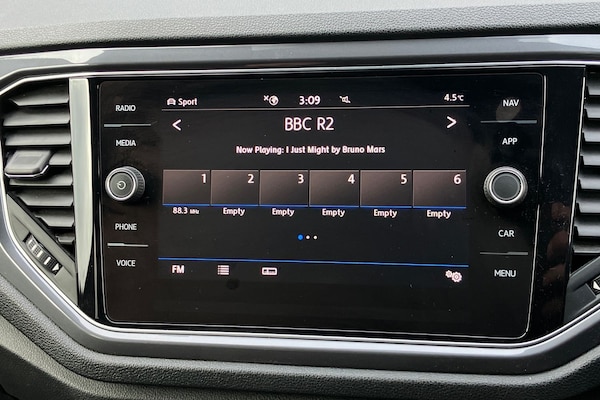 RADIO
MEDIA
PHONE
VOICE
Sport 3:09 4.5°C
BBC R2
Now Playing: I Just Might by Bruno Mars
1 2 3 4 5 6
88.3 MHz Empty Empty Empty Empty Empty
FM
NAV
APP
CAR
MENU